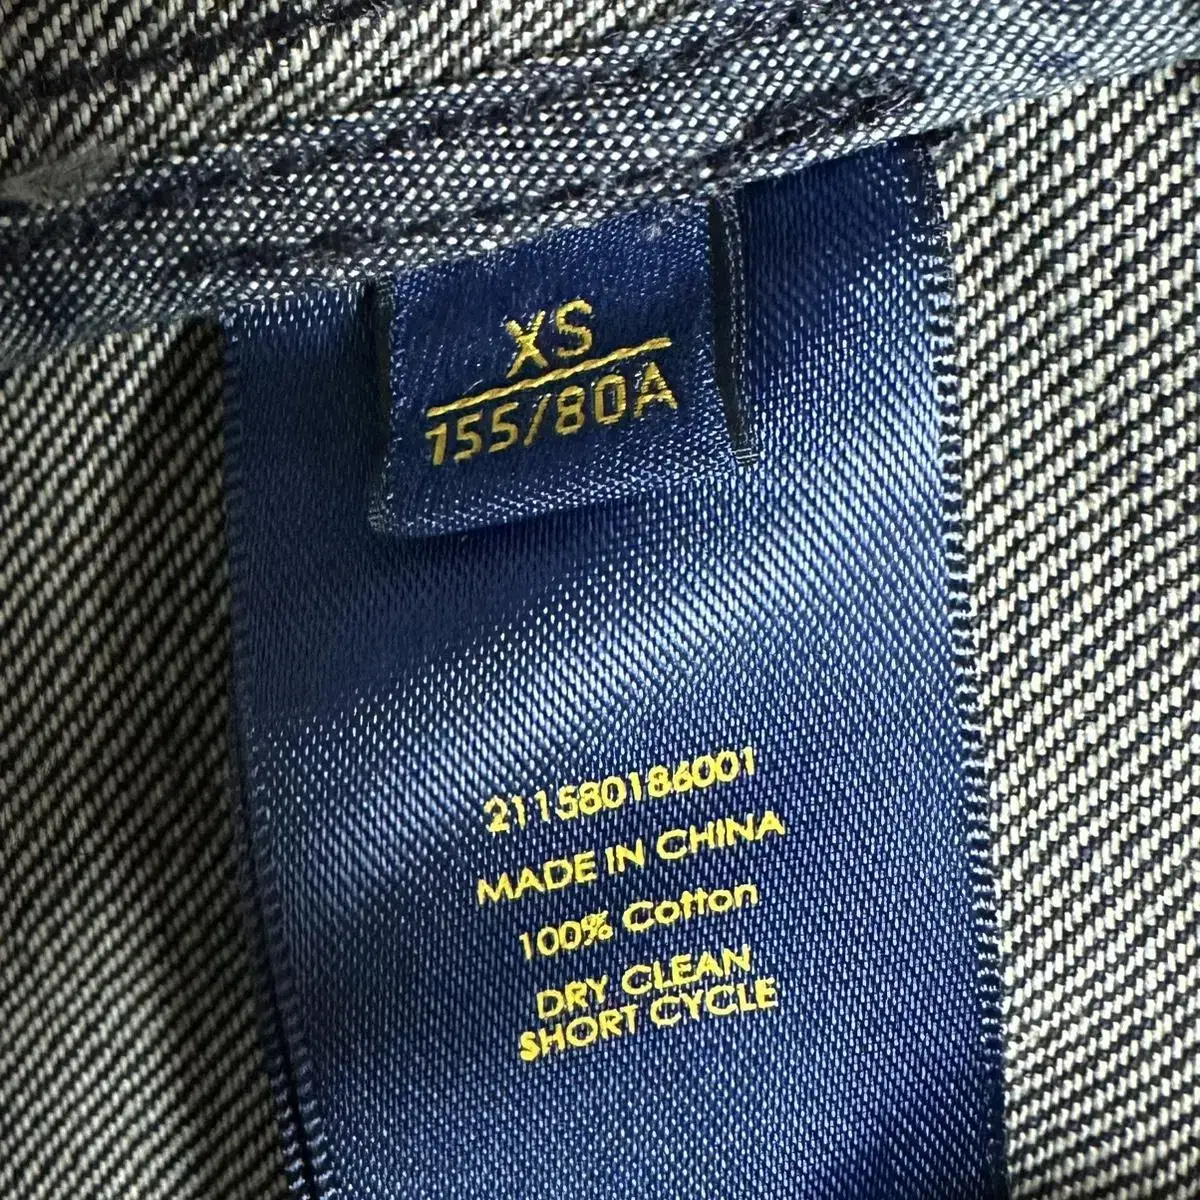 XS
155/80A
211580186001
MADE IN CHINA
100% Cotton
DRY CLEAN
SHORT CYCLE